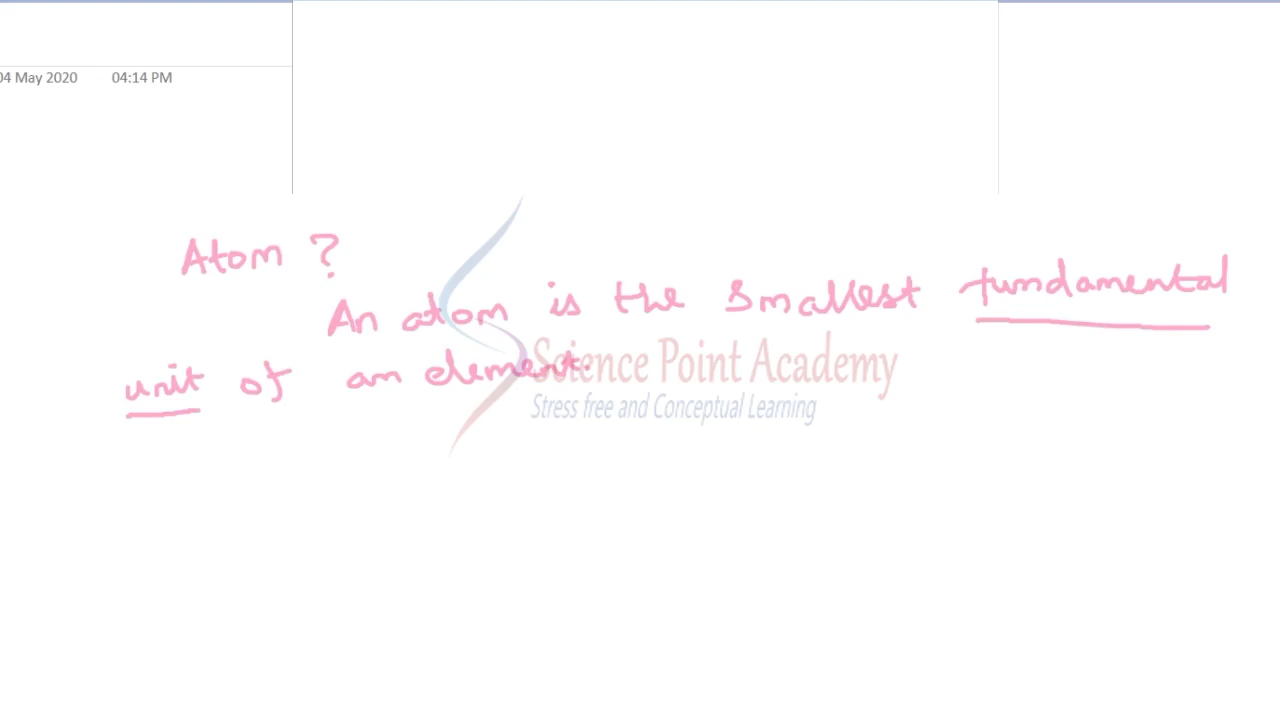 04 May 2020 04:14 PM
Atom ?
An atom is the smallest fundamental
unit of an element.
Science Point Academy
Stress free and Conceptual Learning